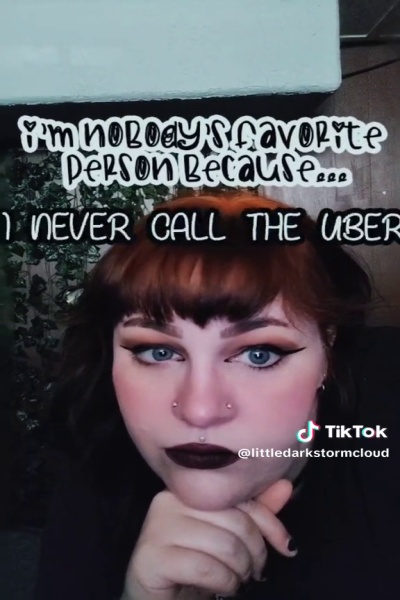 i'm nobody's favorite
person because...
I NEVER CALL THE UBER
TikTok
@littledarkstormcloud